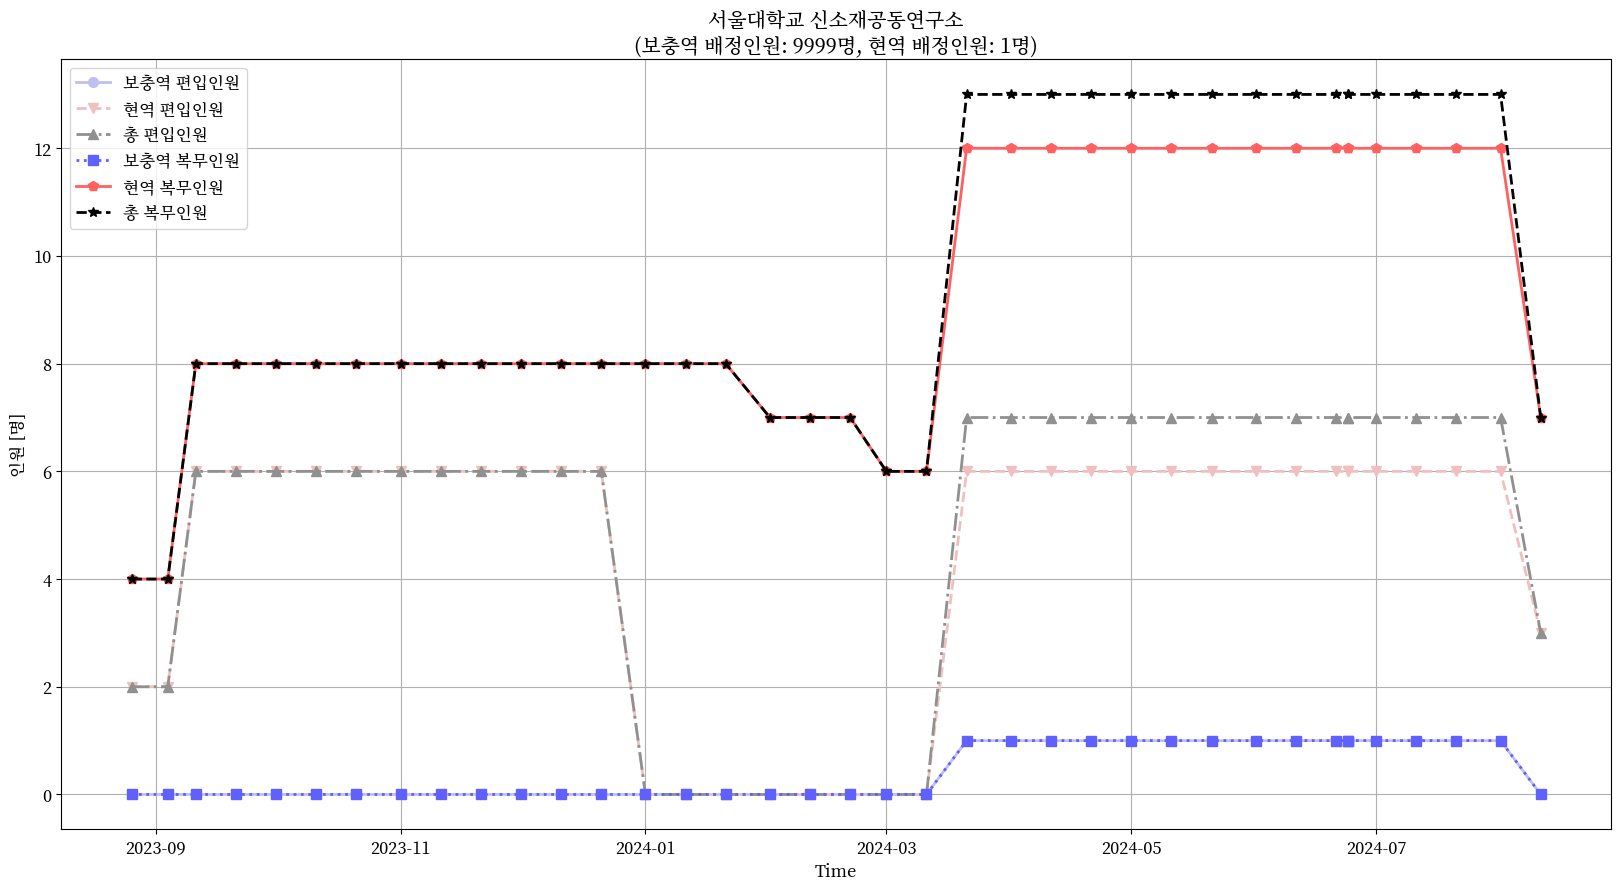 서울대학교 신소재공동연구소
(보충역 배정인원: 9999명, 현역 배정인원: 1명)
보충역 편입인원
현역 편입인원
총 편입인원
보충역 복무인원
현역 복무인원
총 복무인원
인원 [명]
12
10
8
6
4
2
0
2023-09
2023-11
2024-01
2024-03
2024-05
2024-07
Time